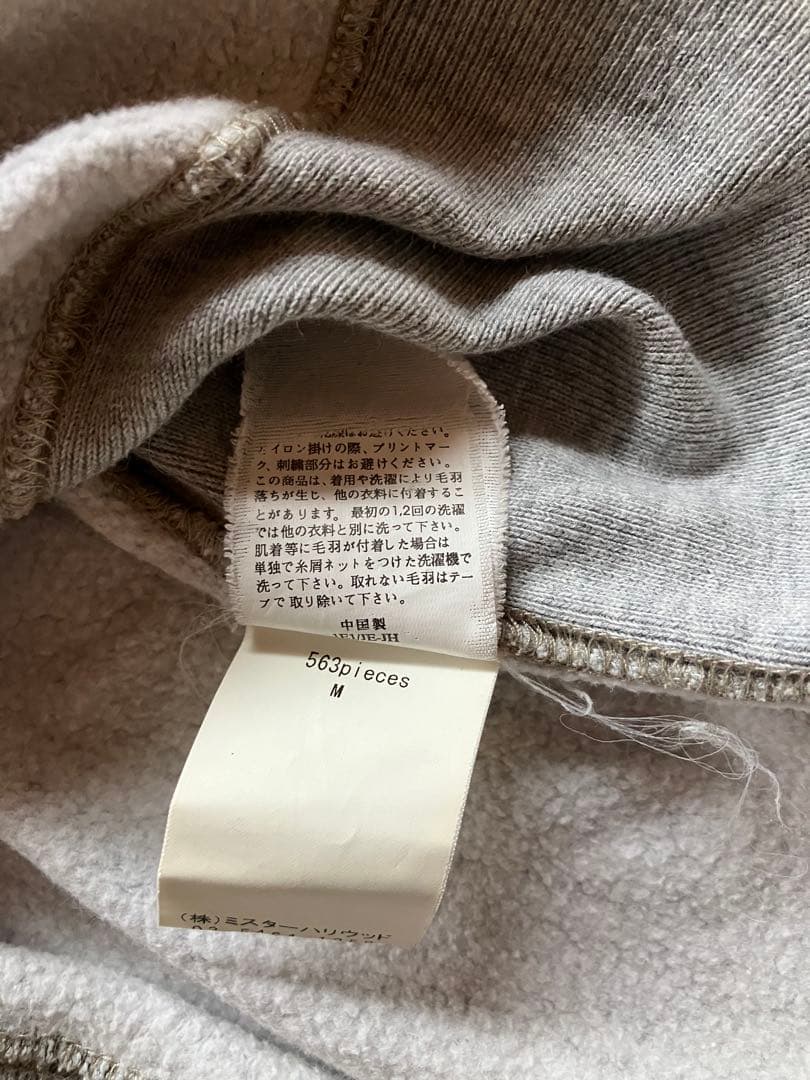 はお避けください。
アイロン掛けの際、プリントマー
ク、刺繍部分はお避けください。
この商品は、着用や洗濯により毛羽
落ちが生じ、他の衣料に付着するこ
とがあります。最初の1,2回の洗濯
では他の衣料と別に洗って下さい。
肌着等に毛羽が付着した場合は
単独で糸屑ネットをつけた洗濯機で
洗って下さい。取れない毛羽はテー
プで取り除いて下さい。
中国製
563pieces
M
(株)ミスターハリウッド